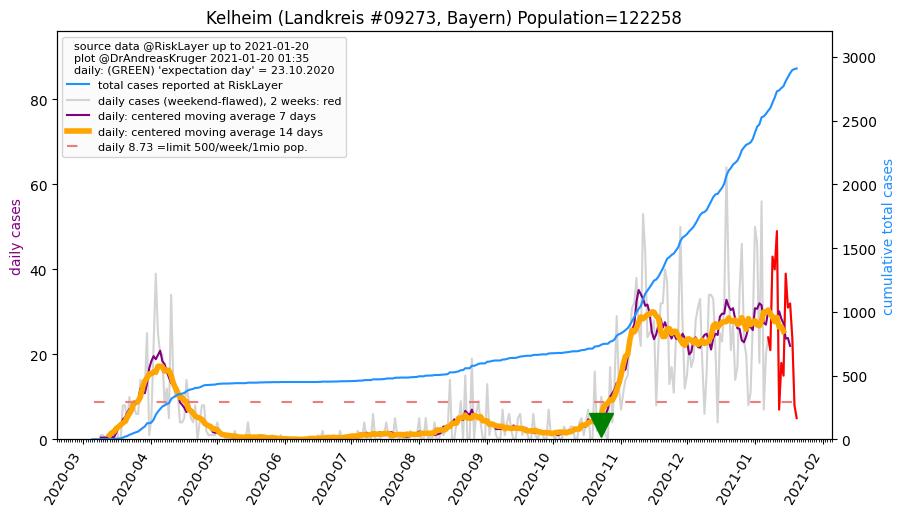 Kelheim (Landkreis #09273, Bayern) Population=122258
source data @RiskLayer up to 2021-01-20
plot @DrAndreasKruger 2021-01-20 01:35
daily: (GREEN) 'expectation day' = 23.10.2020
total cases reported at RiskLayer
daily cases (weekend-flawed), 2 weeks: red
daily: centered moving average 7 days
daily: centered moving average 14 days
daily 8.73 =limit 500/week/1mio pop.
daily cases
80
60
40
20
0
cumulative total cases
3000
2500
2000
1500
1000
500
0
2020-03
2020-04
2020-05
2020-06
2020-07
2020-08
2020-09
2020-10
2020-11
2020-12
2021-01
2021-02